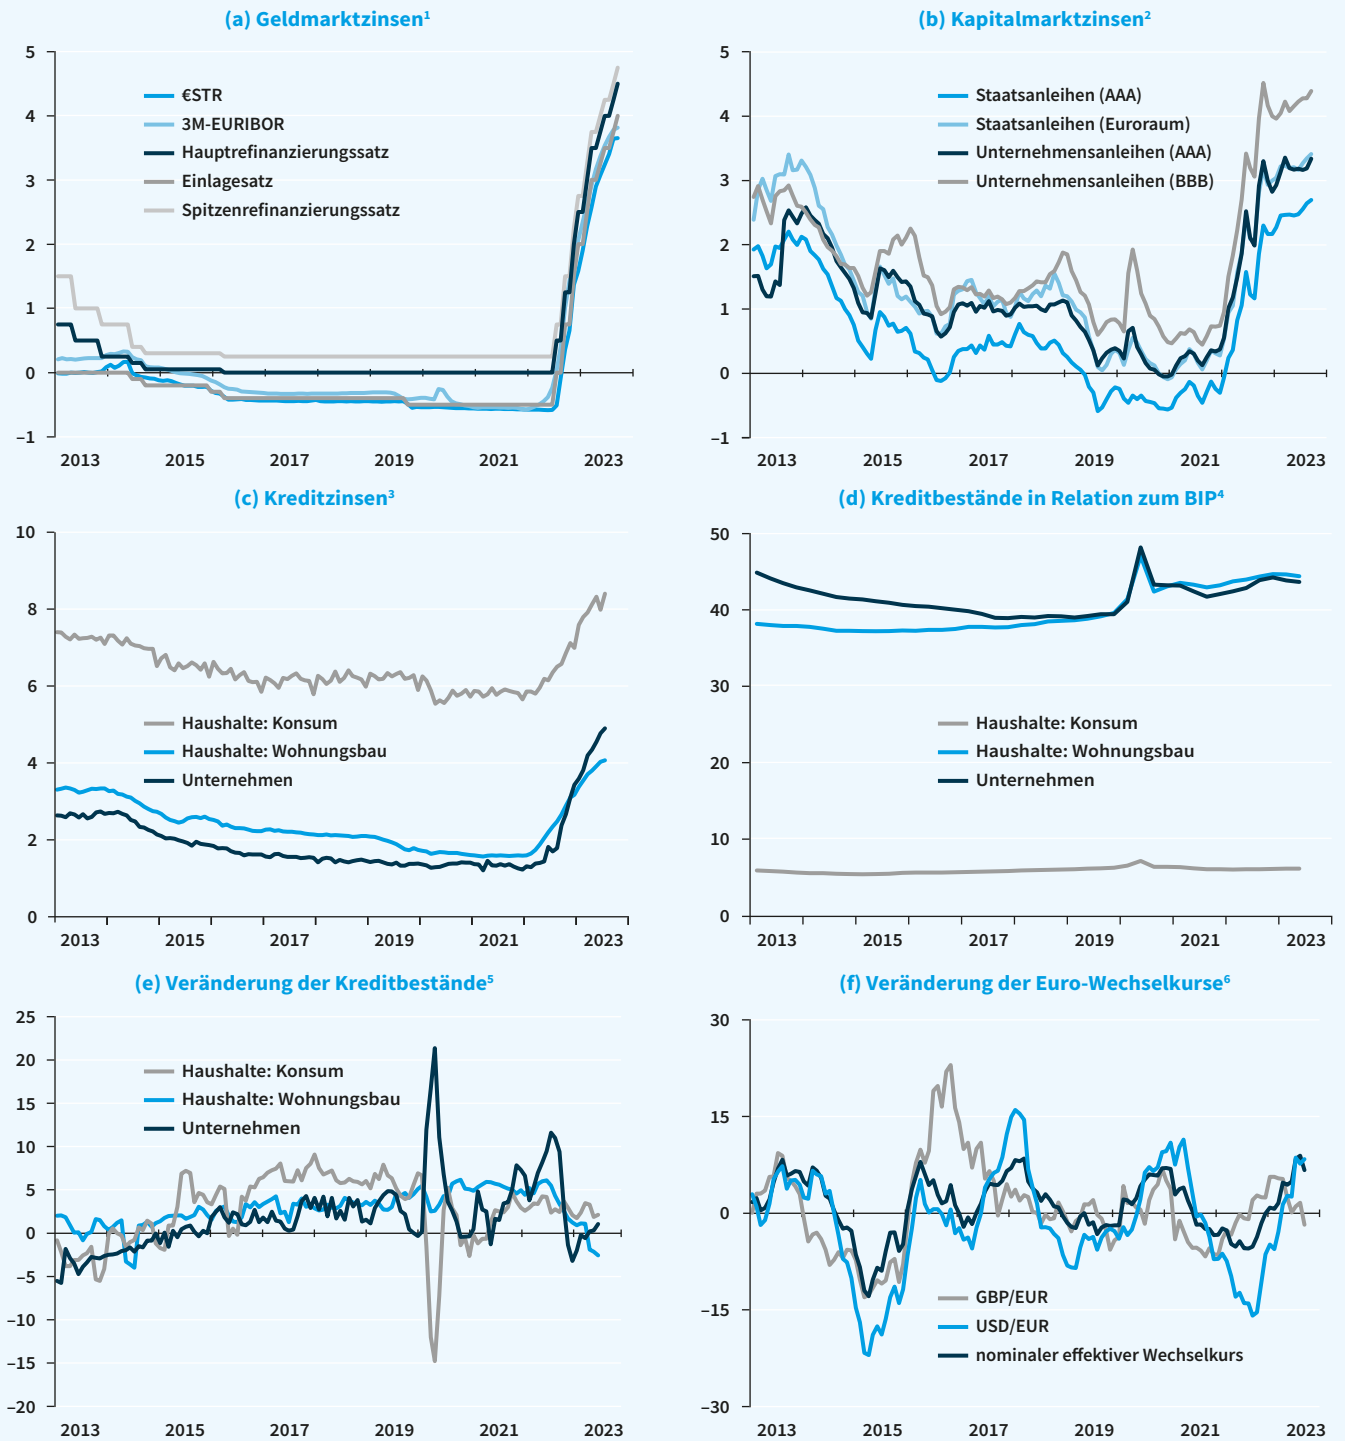 (a) Geldmarktzinsen¹
5
4
3
2
1
0
–1
€STR
3M-EURIBOR
Hauptrefinanzierungssatz
Einlagesatz
Spitzenrefinanzierungssatz
2013 2015 2017 2019 2021 2023
(b) Kapitalmarktzinsen²
5
4
3
2
1
0
–1
Staatsanleihen (AAA)
Staatsanleihen (Euroraum)
Unternehmensanleihen (AAA)
Unternehmensanleihen (BBB)
2013 2015 2017 2019 2021 2023
(c) Kreditzinsen³
10
8
6
4
2
0
Haushalte: Konsum
Haushalte: Wohnungsbau
Unternehmen
2013 2015 2017 2019 2021 2023
(d) Kreditbestände in Relation zum BIP⁴
50
40
30
20
10
0
Haushalte: Konsum
Haushalte: Wohnungsbau
Unternehmen
2013 2015 2017 2019 2021 2023
(e) Veränderung der Kreditbestände⁵
25
20
15
10
5
0
–5
–10
–15
–20
Haushalte: Konsum
Haushalte: Wohnungsbau
Unternehmen
2013 2015 2017 2019 2021 2023
(f) Veränderung der Euro-Wechselkurse⁶
30
15
0
–15
–30
GBP/EUR
USD/EUR
nominaler effektiver Wechselkurs
2013 2015 2017 2019 2021 2023